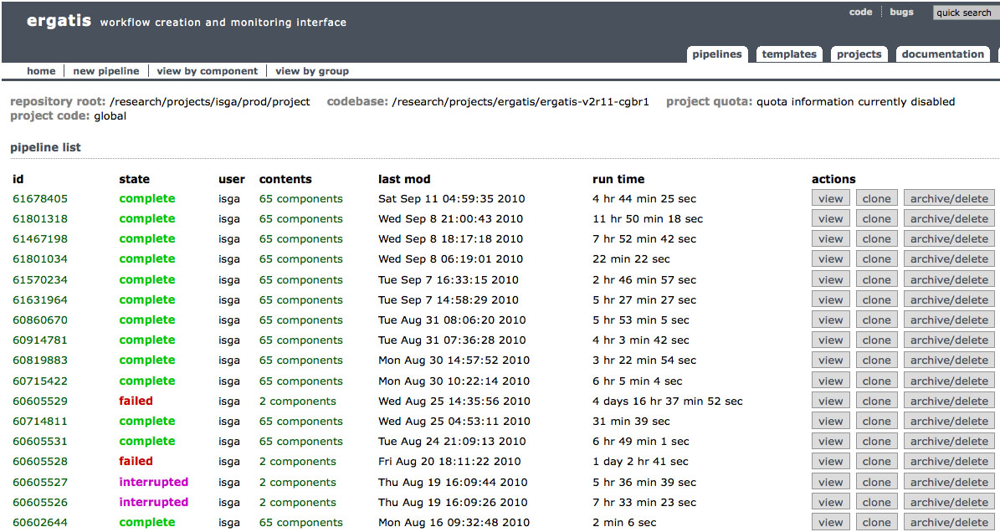 ergatis workflow creation and monitoring interface
code bugs quick search
pipelines templates projects documentation
home new pipeline view by component view by group
repository root: /research/projects/isga/prod/project codebase: /research/projects/ergatis/ergatis-v2r11-cgbr1 project quota: quota information currently disabled
project code: global
pipeline list
id state user contents last mod run time actions
61678405 complete isga 65 components Sat Sep 11 04:59:35 2010 4 hr 44 min 25 sec view clone archive/delete
61801318 complete isga 65 components Wed Sep 8 21:00:43 2010 11 hr 50 min 18 sec view clone archive/delete
61467198 complete isga 65 components Wed Sep 8 18:17:18 2010 7 hr 52 min 42 sec view clone archive/delete
61801034 complete isga 65 components Wed Sep 8 06:19:01 2010 22 min 22 sec view clone archive/delete
61570234 complete isga 65 components Tue Sep 7 16:33:15 2010 2 hr 46 min 57 sec view clone archive/delete
61631964 complete isga 65 components Tue Sep 7 14:58:29 2010 5 hr 27 min 27 sec view clone archive/delete
60860670 complete isga 65 components Tue Aug 31 08:06:20 2010 5 hr 53 min 5 sec view clone archive/delete
60914781 complete isga 65 components Tue Aug 31 07:36:28 2010 4 hr 3 min 42 sec view clone archive/delete
60819883 complete isga 65 components Mon Aug 30 14:57:52 2010 3 hr 22 min 54 sec view clone archive/delete
60715422 complete isga 65 components Mon Aug 30 10:22:14 2010 6 hr 5 min 4 sec view clone archive/delete
60605529 failed isga 2 components Wed Aug 25 14:35:56 2010 4 days 16 hr 37 min 52 sec view clone archive/delete
60714811 complete isga 65 components Wed Aug 25 04:53:11 2010 31 min 39 sec view clone archive/delete
60605531 complete isga 65 components Tue Aug 24 21:09:13 2010 6 hr 49 min 1 sec view clone archive/delete
60605528 failed isga 2 components Fri Aug 20 18:11:22 2010 1 day 2 hr 41 sec view clone archive/delete
60605527 interrupted isga 2 components Thu Aug 19 16:09:44 2010 5 hr 36 min 39 sec view clone archive/delete
60605526 interrupted isga 2 components Thu Aug 19 16:09:26 2010 7 hr 33 min 23 sec view clone archive/delete
60602644 complete isga 65 components Mon Aug 16 09:32:48 2010 2 min 6 sec view clone archive/delete